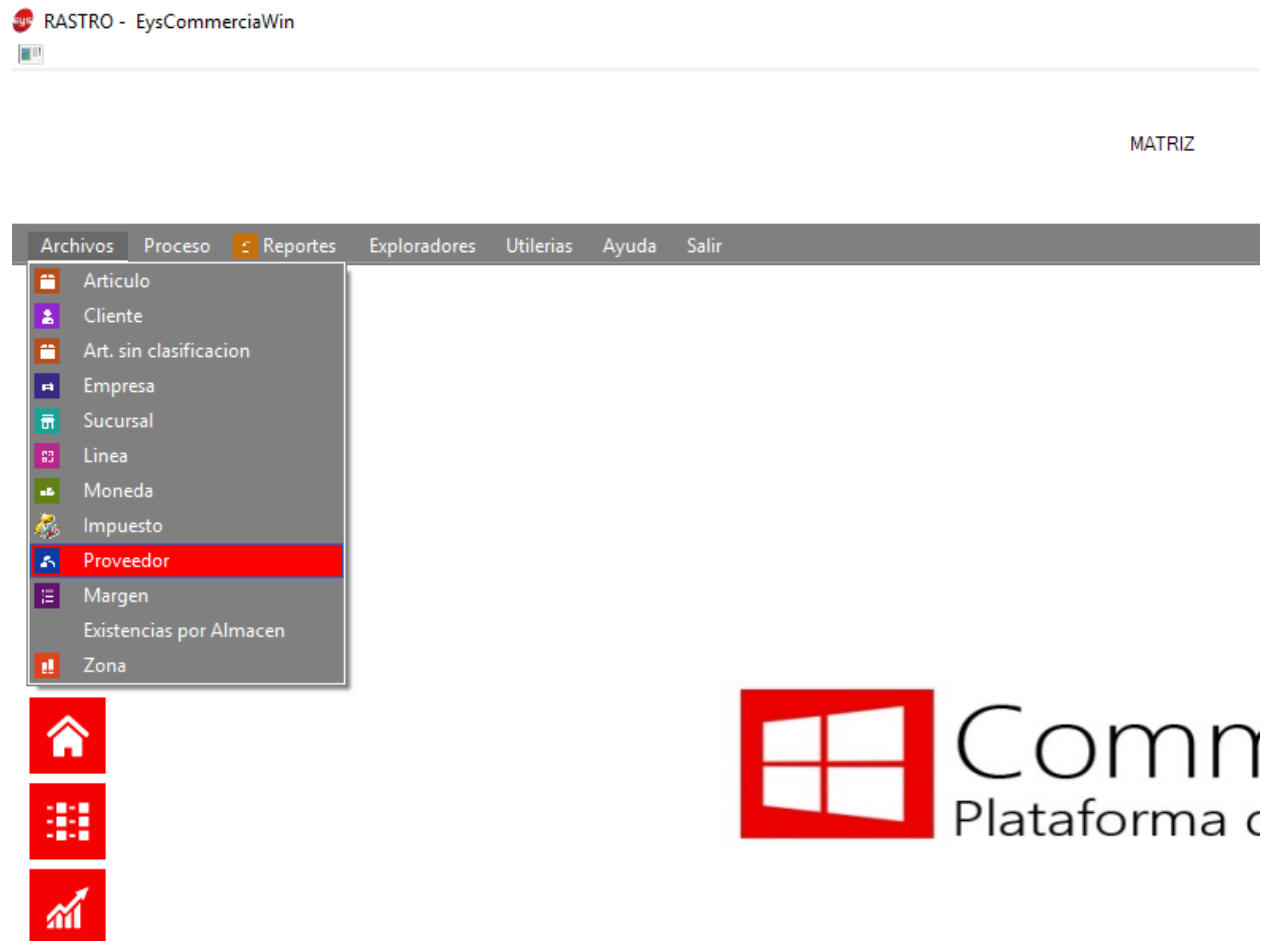 RASTRO - EysCommerciaWin
MATRIZ
Archivos Proceso Reportes Exploradores Utilerias Ayuda Salir
Articulo
Cliente
Art. sin clasificacion
Empresa
Sucursal
Linea
Moneda
Impuesto
Proveedor
Margen
Existencias por Almacen
Zona
Comm
Plataforma